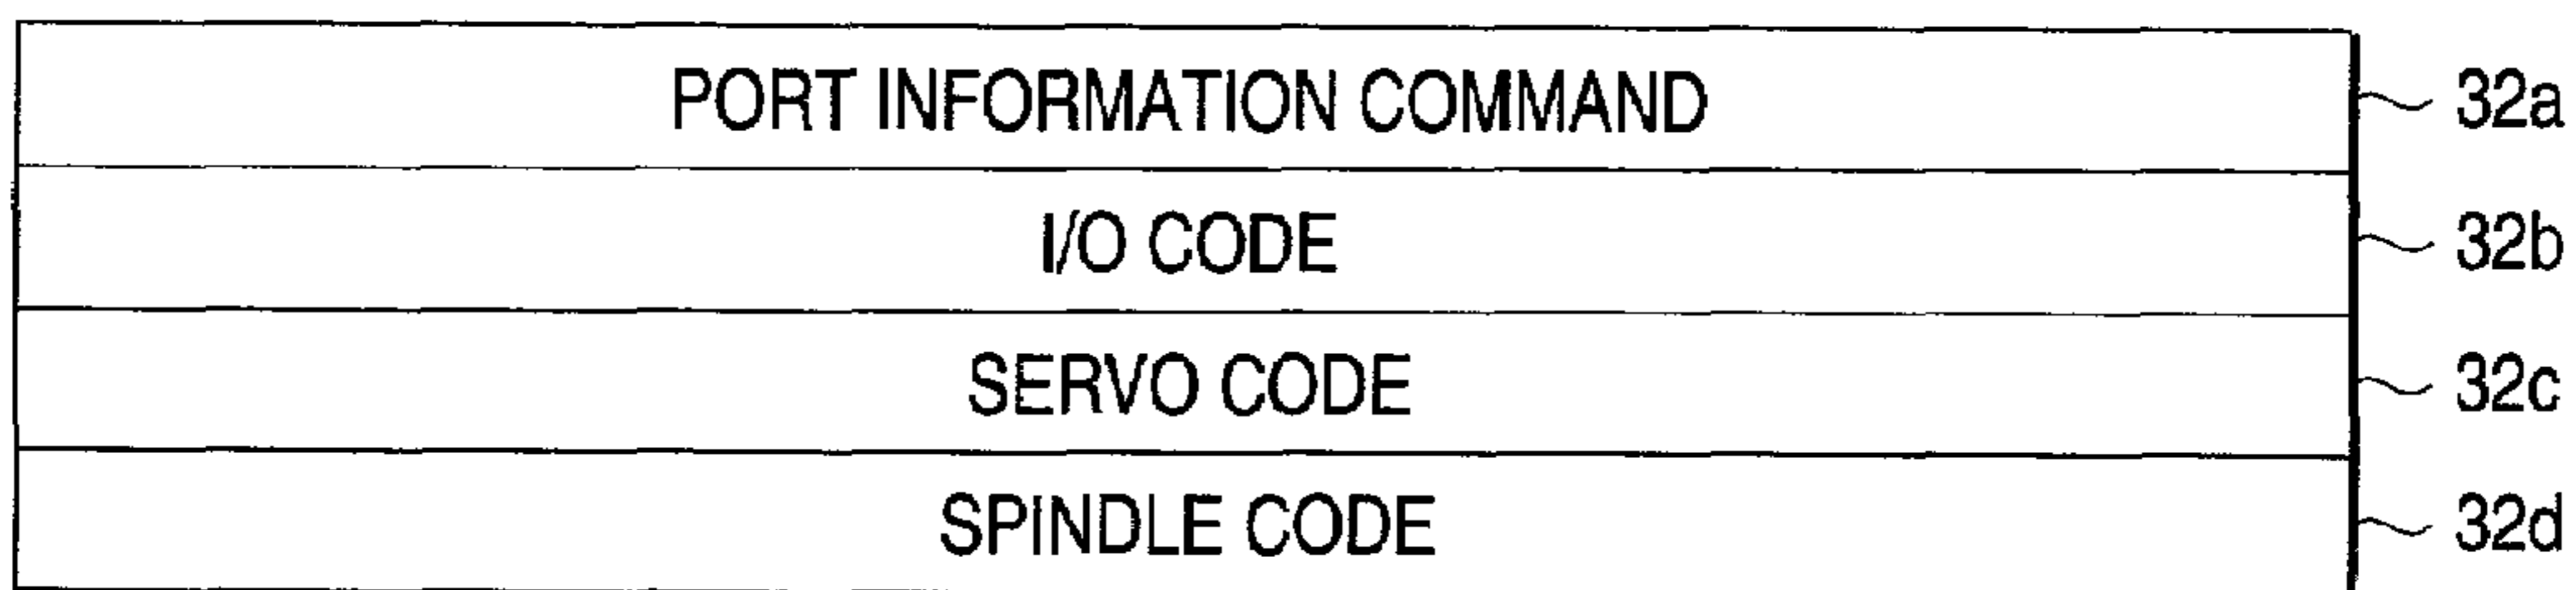 PORT INFORMATION COMMAND 32a
I/O CODE 32b
SERVO CODE 32c
SPINDLE CODE 32d